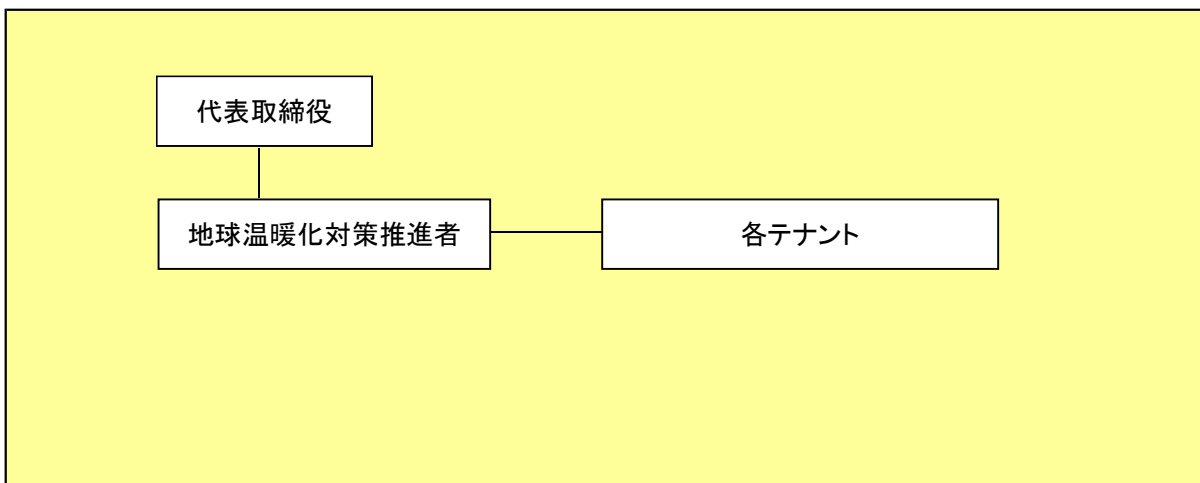 代表取締役
地球温暖化対策推進者
各テナント